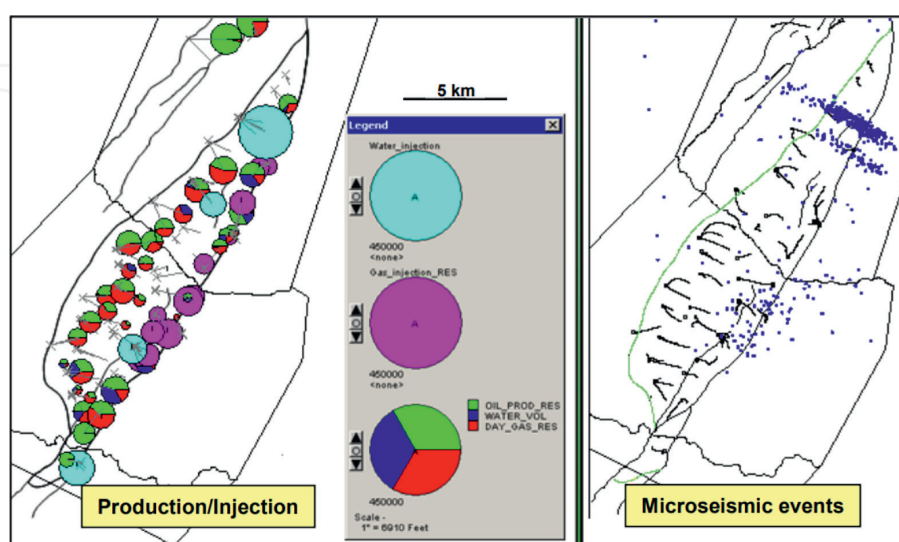 5 km
Legend
Water_injection
A
450000
<none>
Gas_injection_RES
A
450000
<none>
OIL_PROD_RES
WATER_VOL
DAY_GAS_RES
450000
Scale -
1" = 6910 Feet
Production/Injection
Microseismic events